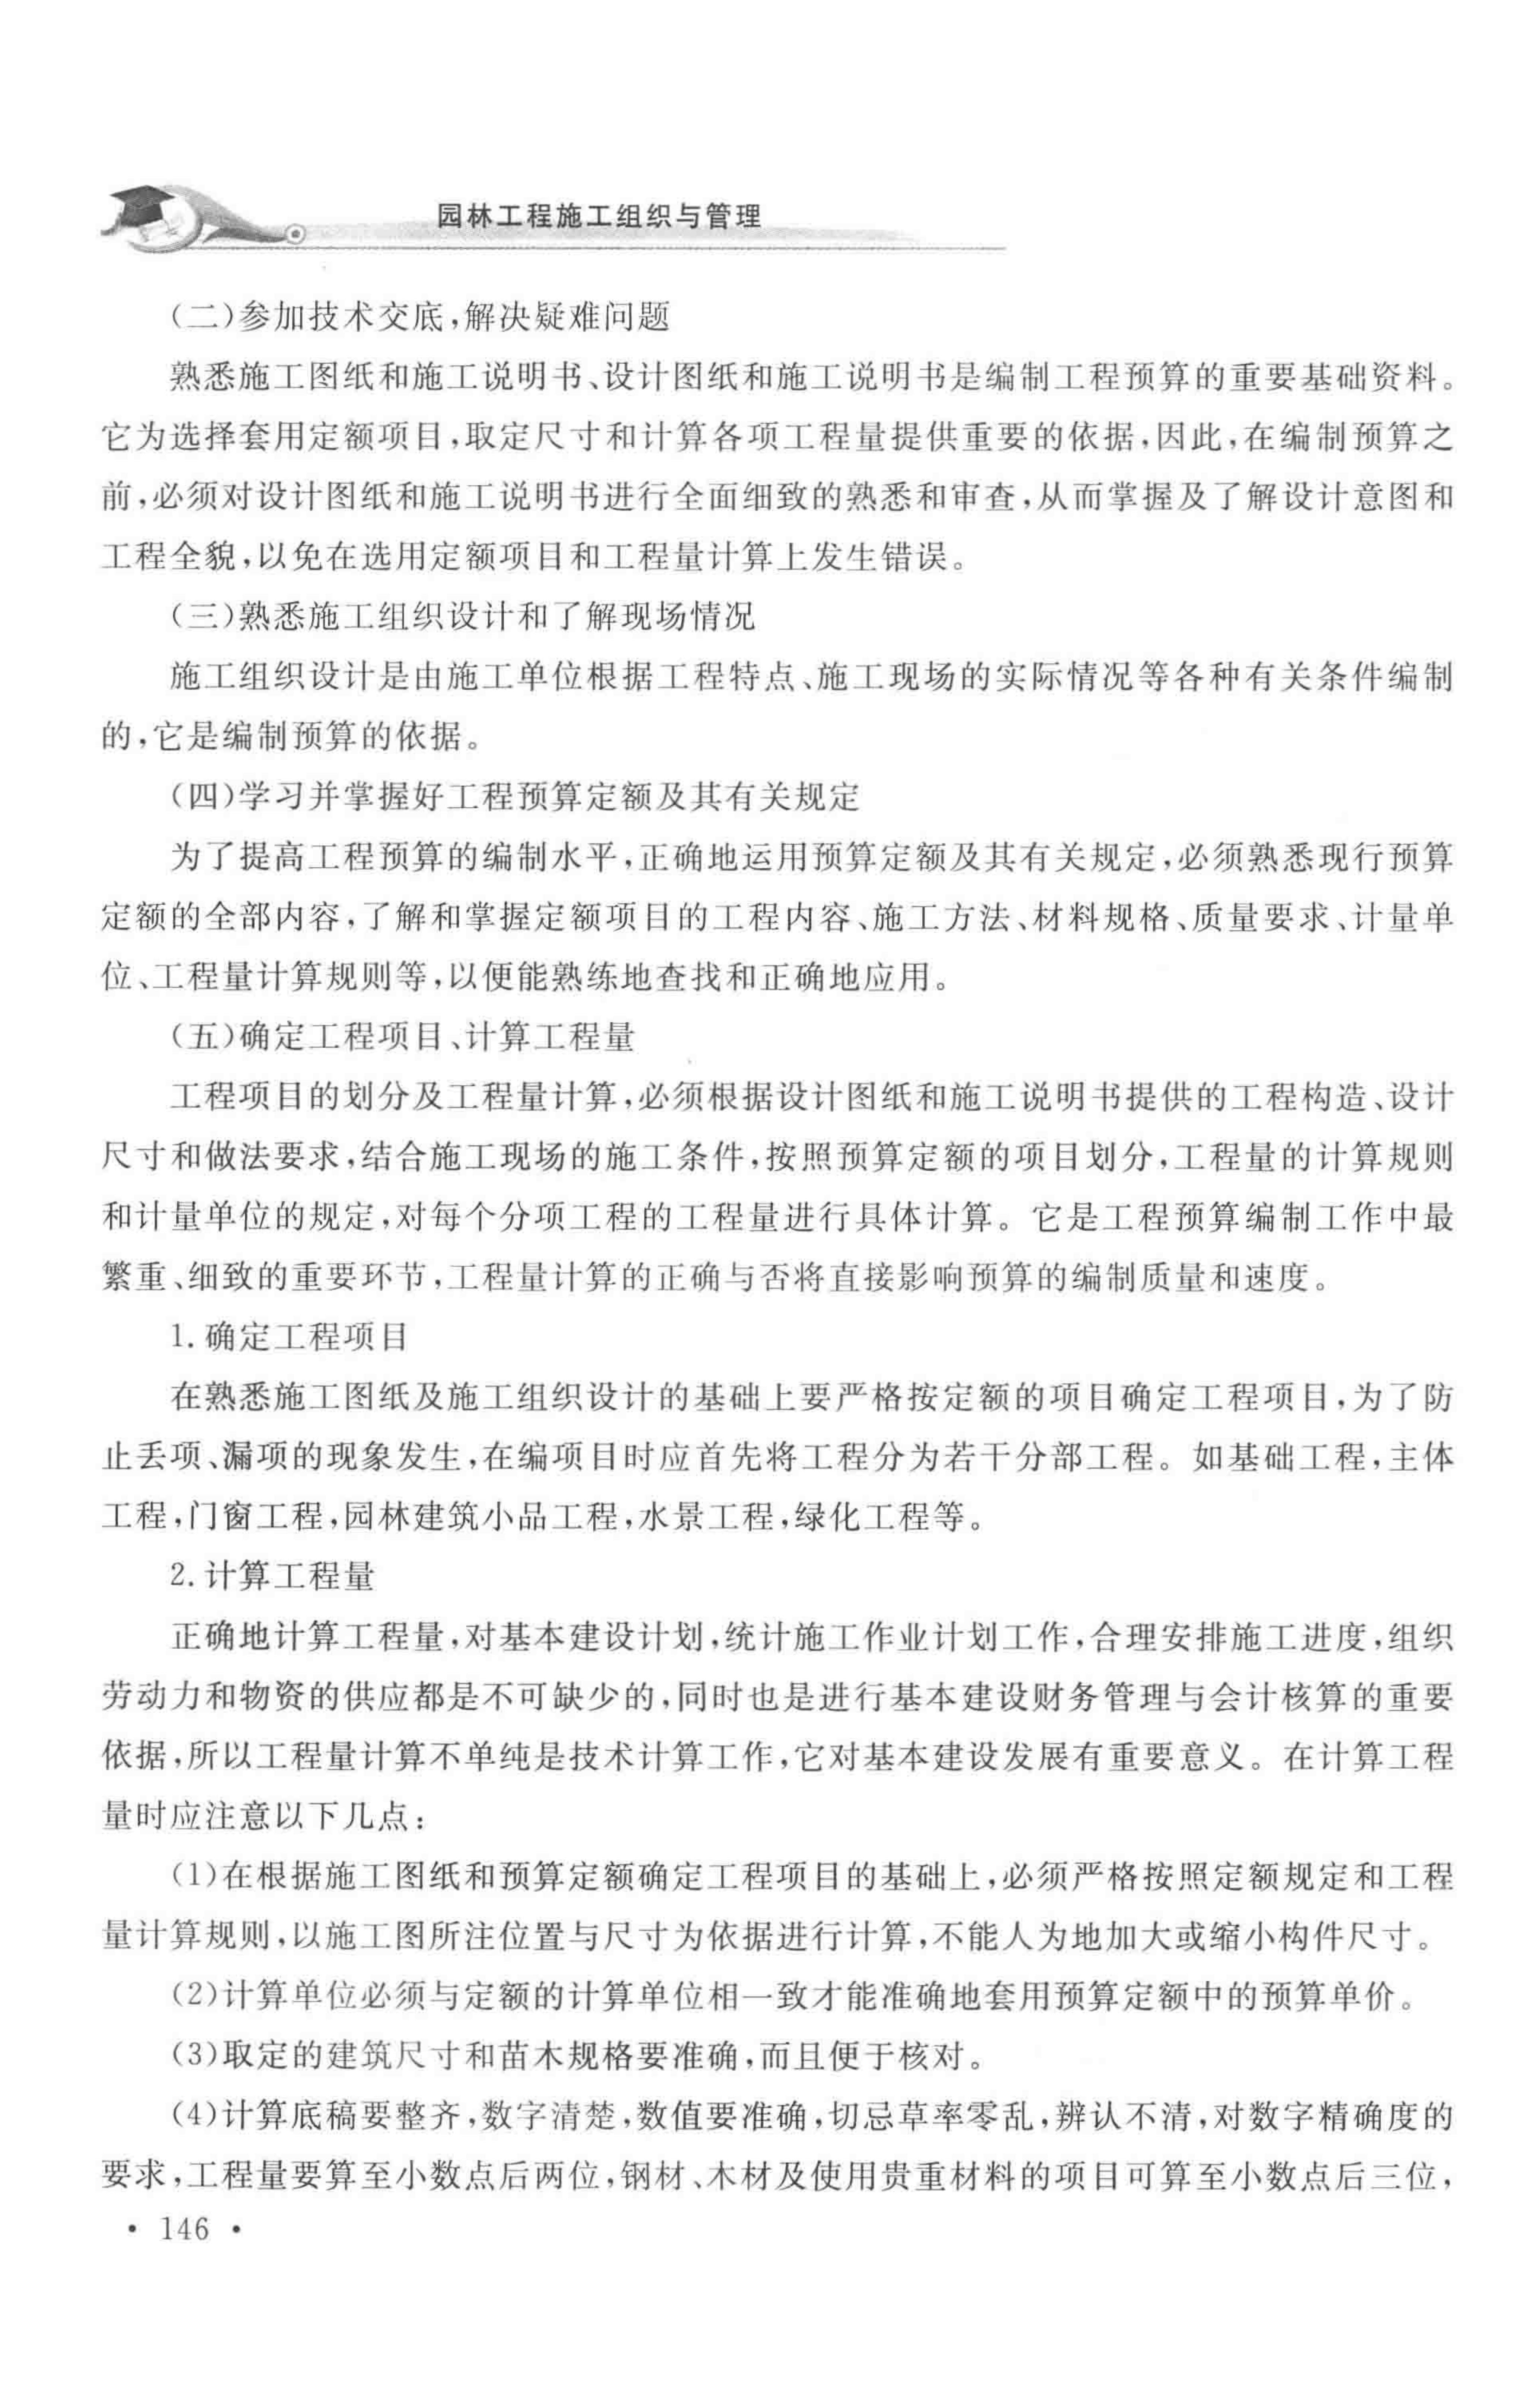 园林工程施工组织与管理
(二)参加技术交底,解决疑难问题
熟悉施工图纸和施工说明书、设计图纸和施工说明书是编制工程预算的重要基础资料。
它为选择套用定额项目,取定尺寸和计算各项工程量提供重要的依据,因此,在编制预算之
前,必须对设计图纸和施工说明书进行全面细致的熟悉和审查,从而掌握及了解设计意图和
工程全貌,以免在选用定额项目和工程量计算上发生错误。
(三)熟悉施工组织设计和了解现场情况
施工组织设计是由施工单位根据工程特点、施工现场的实际情况等各种有关条件编制
的,它是编制预算的依据。
(四)学习并掌握好工程预算定额及其有关规定
为了提高工程预算的编制水平,正确地运用预算定额及其有关规定,必须熟悉现行预算
定额的全部内容,了解和掌握定额项目的工程内容、施工方法、材料规格、质量要求、计量单
位、工程量计算规则等,以便能熟练地查找和正确地应用。
(五)确定工程项目、计算工程量
工程项目的划分及工程量计算,必须根据设计图纸和施工说明书提供的工程构造、设计
尺寸和做法要求,结合施工现场的施工条件,按照预算定额的项目划分,工程量的计算规则
和计量单位的规定,对每个分项工程的工程量进行具体计算。它是工程预算编制工作中最
繁重、细致的重要环节,工程量计算的正确与否将直接影响预算的编制质量和速度。
1.确定工程项目
在熟悉施工图纸及施工组织设计的基础上要严格按定额的项目确定工程项目,为了防
止丢项、漏项的现象发生,在编项目时应首先将工程分为若干分部工程。如基础工程,主体
工程,门窗工程,园林建筑小品工程,水景工程,绿化工程等。
2.计算工程量
正确地计算工程量,对基本建设计划,统计施工作业计划工作,合理安排施工进度,组织
劳动力和物资的供应都是不可缺少的,同时也是进行基本建设财务管理与会计核算的重要
依据,所以工程量计算不单纯是技术计算工作,它对基本建设发展有重要意义。在计算工程
量时应注意以下几点:
(1)在根据施工图纸和预算定额确定工程项目的基础上,必须严格按照定额规定和工程
量计算规则,以施工图所注位置与尺寸为依据进行计算,不能人为地加大或缩小构件尺寸。
(2)计算单位必须与定额的计算单位相一致才能准确地套用预算定额中的预算单价。
(3)取定的建筑尺寸和苗木规格要准确,而且便于核对。
(4)计算底稿要整齐,数字清楚,数值要准确,切忌草率零乱,辨认不清,对数字精确度的
要求,工程量要算至小数点后两位,钢材、木材及使用贵重材料的项目可算至小数点后三位,
• 146 •